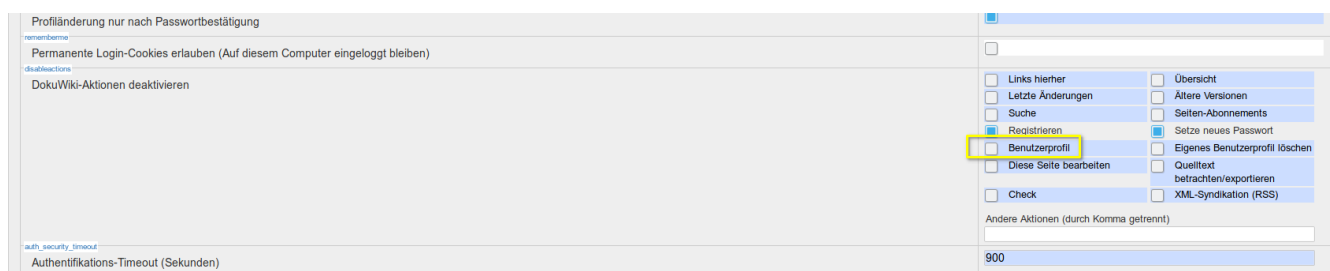 Profiländerung nur nach Passwortbestätigung
rememberme
Permanente Login-Cookies erlauben (Auf diesem Computer eingeloggt bleiben)
disableactions
DokuWiki-Aktionen deaktivieren
Links hierher Übersicht
Letzte Änderungen Ältere Versionen
Suche Seiten-Abonnements
Registrieren Setze neues Passwort
Benutzerprofil Eigenes Benutzerprofil löschen
Diese Seite bearbeiten Quelltext
betrachten/exportieren
Check XML-Syndikation (RSS)
Andere Aktionen (durch Komma getrennt)
auth_security_timeout
Authentifikations-Timeout (Sekunden) 900